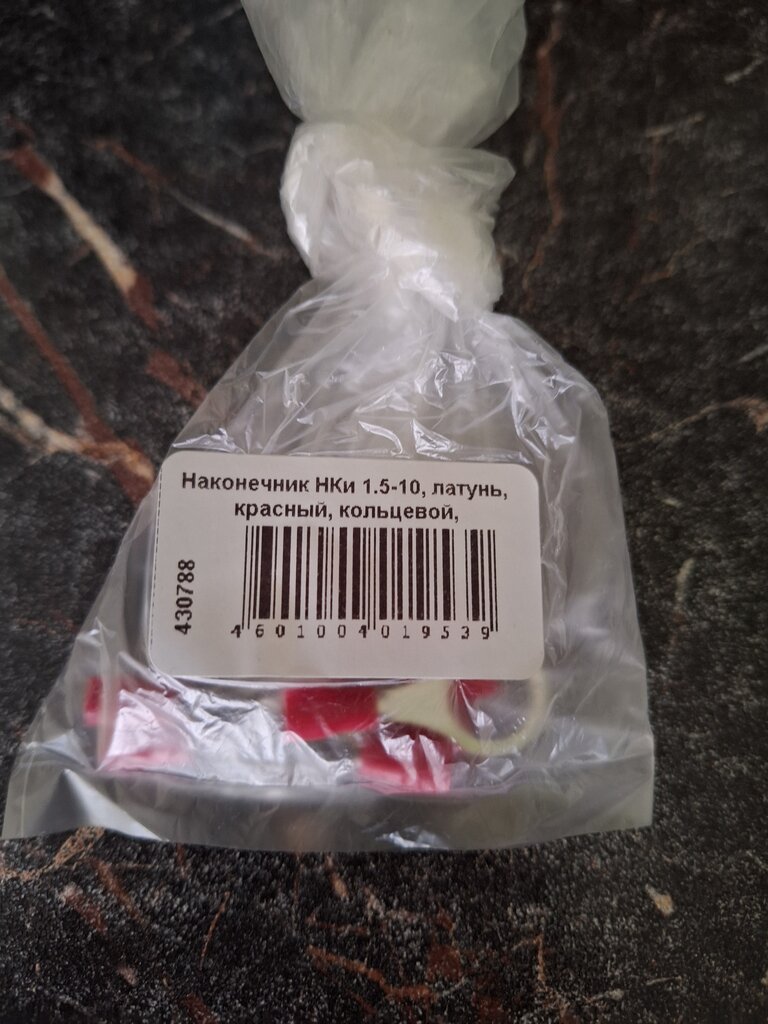 Наконечник НКи 1.5-10, латунь,
красный, кольцевой,
430788
4601004019539